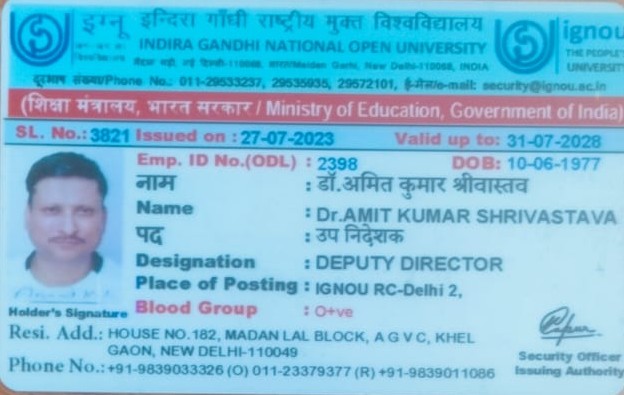 इग्नू इन्दिरा गाँधी राष्ट्रीय मुक्त विश्वविद्यालय
INDIRA GANDHI NATIONAL OPEN UNIVERSITY
ignou
THE PEOPLE'S
UNIVERSITY
Maidan Garhi, New Delhi-110068, INDIA
दूरभाष संख्या/Phone No.: 011-29533237, 29535935, 29572101, ई-मेल/e-mail: security@ignou.ac.in
(शिक्षा मंत्रालय, भारत सरकार / Ministry of Education, Government of India)
SL. No.: 3821 Issued on : 27-07-2023 Valid up to: 31-07-2028
Emp. ID No.(ODL) : 2398 DOB: 10-06-1977
नाम : डॉ.अमित कुमार श्रीवास्तव
Name : Dr.AMIT KUMAR SHRIVASTAVA
पद : उप निदेशक
Designation : DEPUTY DIRECTOR
Place of Posting : IGNOU RC-Delhi 2,
Holder's Signature Blood Group : O+ve
Resi. Add.: HOUSE NO.182, MADAN LAL BLOCK, A G V C, KHEL
GAON, NEW DELHI-110049
Phone No.:+91-9839033326 (O) 011-23379377 (R) +91-9839011086
Security Officer
Issuing Authority